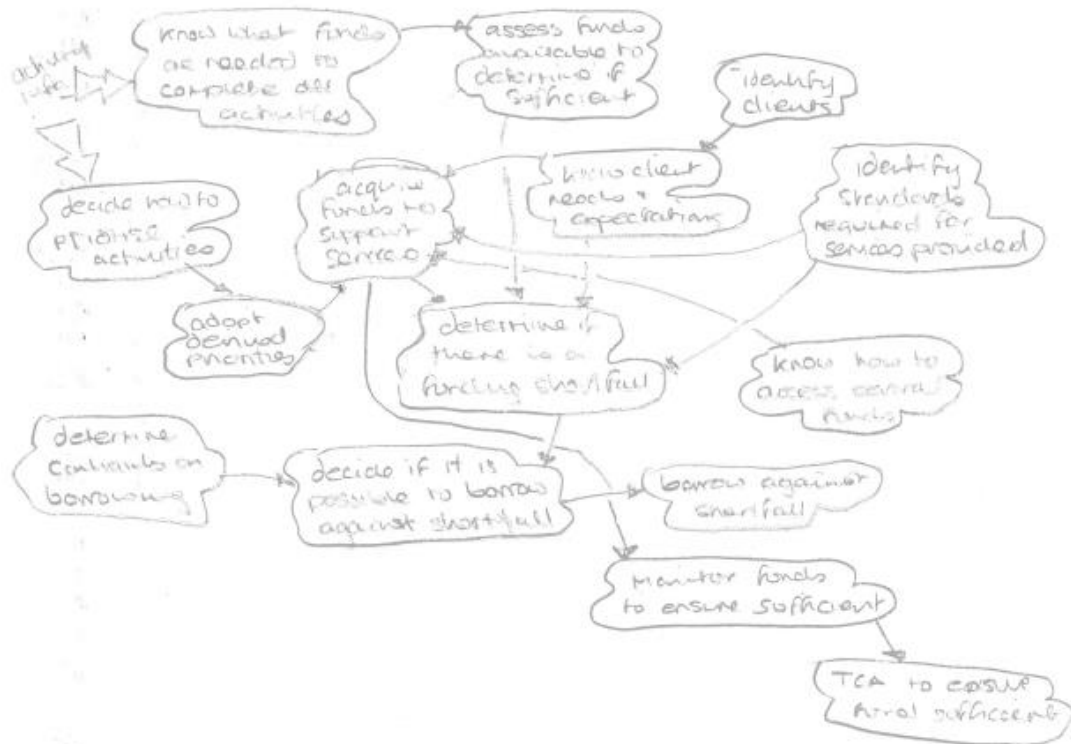 activity
info
know what funds
are needed to
complete all
activities
assess funds
available to
determine if
sufficient
identify
clients
decide how to
prioritise
activities
acquire
funds to
support
services
know client
needs +
expectations
identify
standards
required for
services provided
adopt
priorities
determine if
there is a
funding shortfall
know how to
access central
funds
determine
constraints on
borrowing
decide if it is
possible to borrow
against shortfall
borrow against
shortfall
Monitor funds
to ensure sufficient
TCA to ensure
sufficient